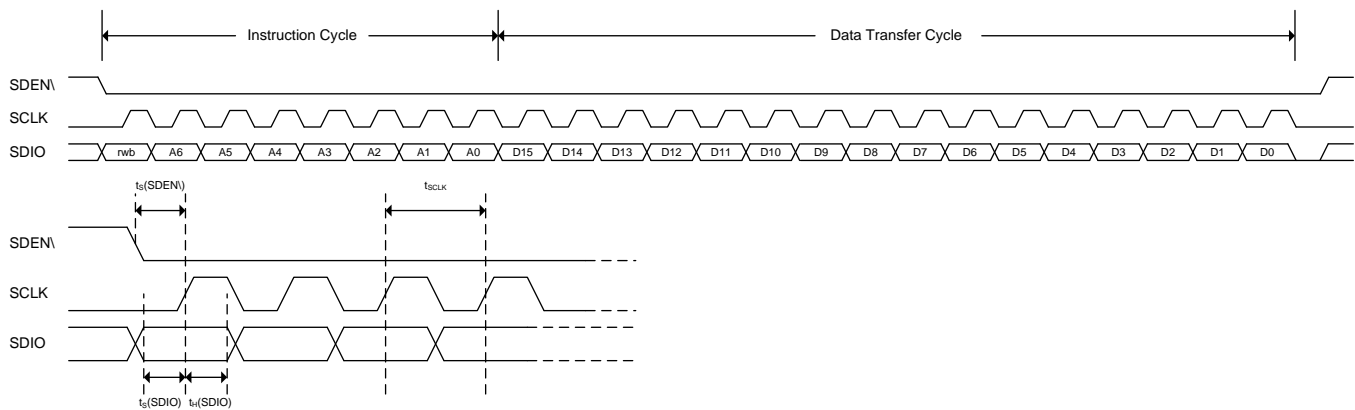 Instruction Cycle Data Transfer Cycle
SDEN\
SCLK
SDIO rwb A6 A5 A4 A3 A2 A1 A0 D15 D14 D13 D12 D11 D10 D9 D8 D7 D6 D5 D4 D3 D2 D1 D0
tS(SDEN\) tSCLK
SDEN\
SCLK
SDIO
tS(SDIO) tH(SDIO)